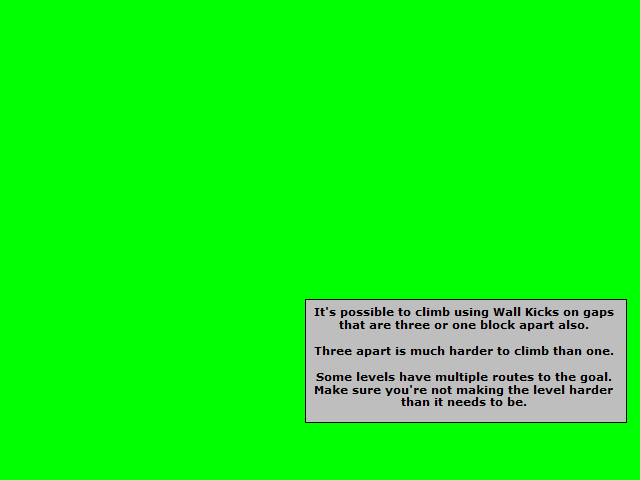 It's possible to climb using Wall Kicks on gaps
that are three or one block apart also.
Three apart is much harder to climb than one.
Some levels have multiple routes to the goal.
Make sure you're not making the level harder
than it needs to be.